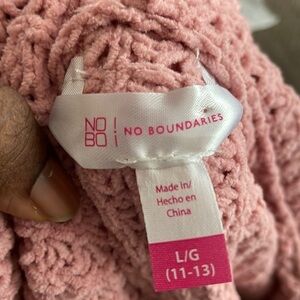 NO
BO!
NO BOUNDARIES
Made in/
Hecho en
China
L/G
(11-13)